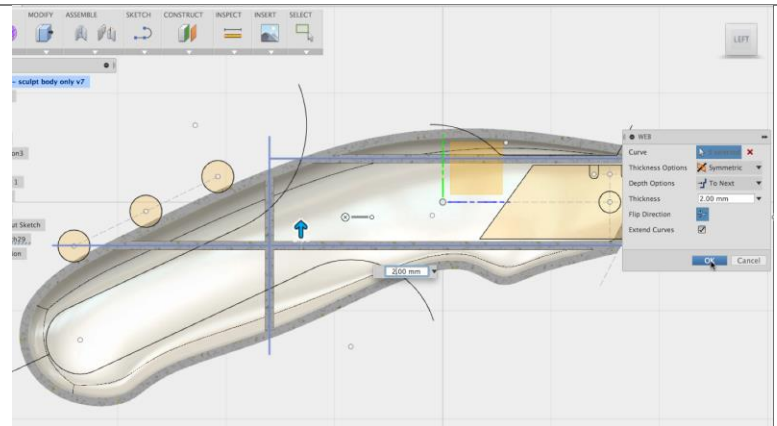 MODIFY ASSEMBLE SKETCH CONSTRUCT INSPECT INSERT SELECT
LEFT
- sculpt body only v7
on3
1
ut Sketch
h29
ion
WEB
Curve
Thickness Options Symmetric
Depth Options To Next
Thickness 2.00 mm
Flip Direction
Extend Curves
OK Cancel
2.00 mm